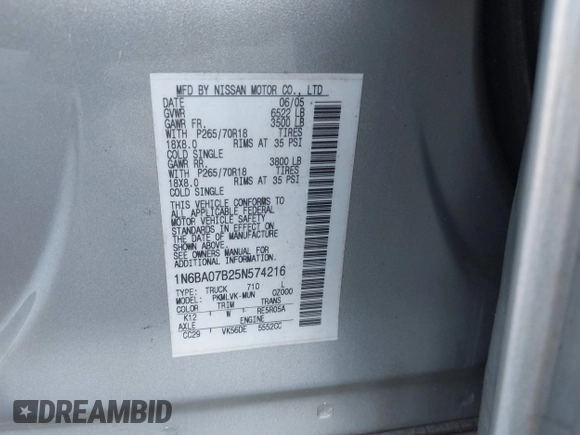 MFD BY NISSAN MOTOR CO., LTD
DATE 06/05
GVWR 6522 LB
GAWR FR. 3500 LB
WITH P265/70R18 TIRES
18X8.0 RIMS AT 35 PSI
COLD SINGLE
GAWR RR. 3800 LB
WITH P265/70R18 TIRES
18X8.0 RIMS AT 35 PSI
COLD SINGLE
THIS VEHICLE CONFORMS TO
ALL APPLICABLE FEDERAL
MOTOR VEHICLE SAFETY
STANDARDS IN EFFECT ON
THE DATE OF MANUFACTURE
SHOWN ABOVE.
SEE OWNERS MANUAL FOR
ADDITIONAL INFORMATION
1N6BA07B25N574216
TYPE: TRUCK 710 L
MODEL: PKMLVK-MUN OZ000
COLOR TRIM TRANS
K12 W RE5R05A
AXLE ENGINE
CC29 VK56DE 5552CC
DREAMBID